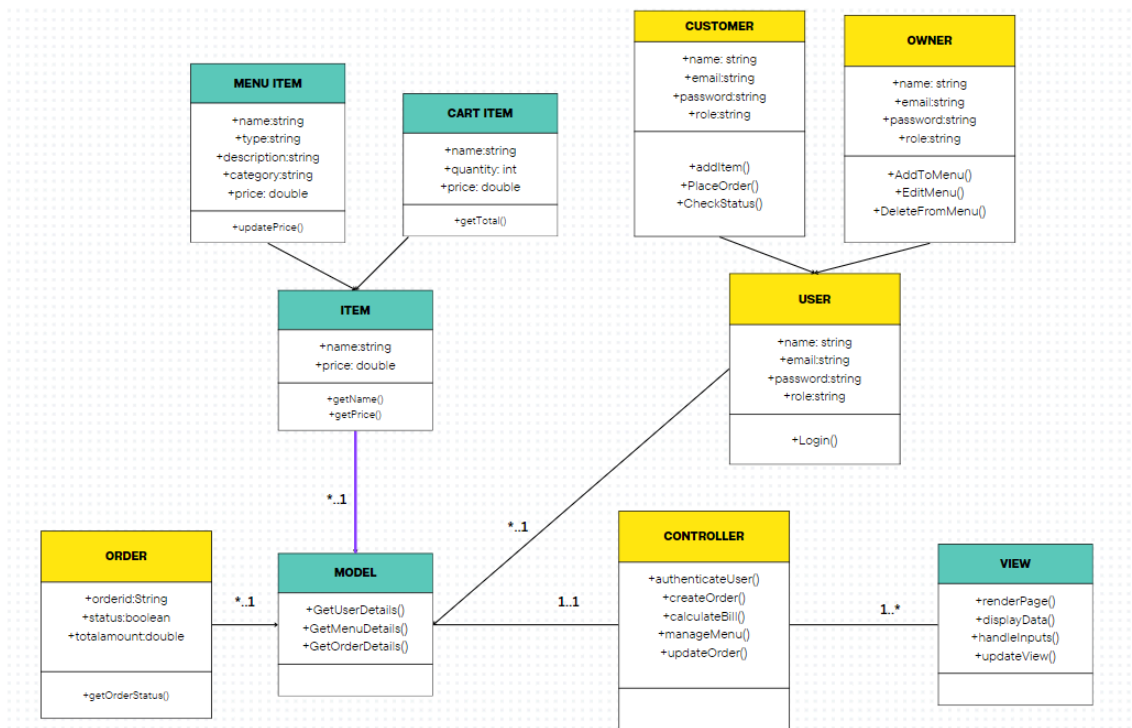 MENU ITEM
+name:string
+type:string
+description:string
+category:string
+price: double
+updatePrice()
CART ITEM
+name:string
+quantity: int
+price: double
+getTotal()
CUSTOMER
+name: string
+email:string
+password:string
+role:string
+addItem()
+PlaceOrder()
+CheckStatus()
OWNER
+name: string
+email:string
+password:string
+role:string
+AddToMenu()
+EditMenu()
+DeleteFromMenu()
ITEM
+name:string
+price: double
+getName()
+getPrice()
USER
+name: string
+email:string
+password:string
+role:string
+Login()
*..1
*..1
ORDER
+orderid:String
+status:boolean
+totalamount:double
+getOrderStatus()
*..1
MODEL
+GetUserDetails()
+GetMenuDetails()
+GetOrderDetails()
1..1
CONTROLLER
+authenticateUser()
+createOrder()
+calculateBill()
+manageMenu()
+updateOrder()
1..*
VIEW
+renderPage()
+displayData()
+handleInputs()
+updateView()